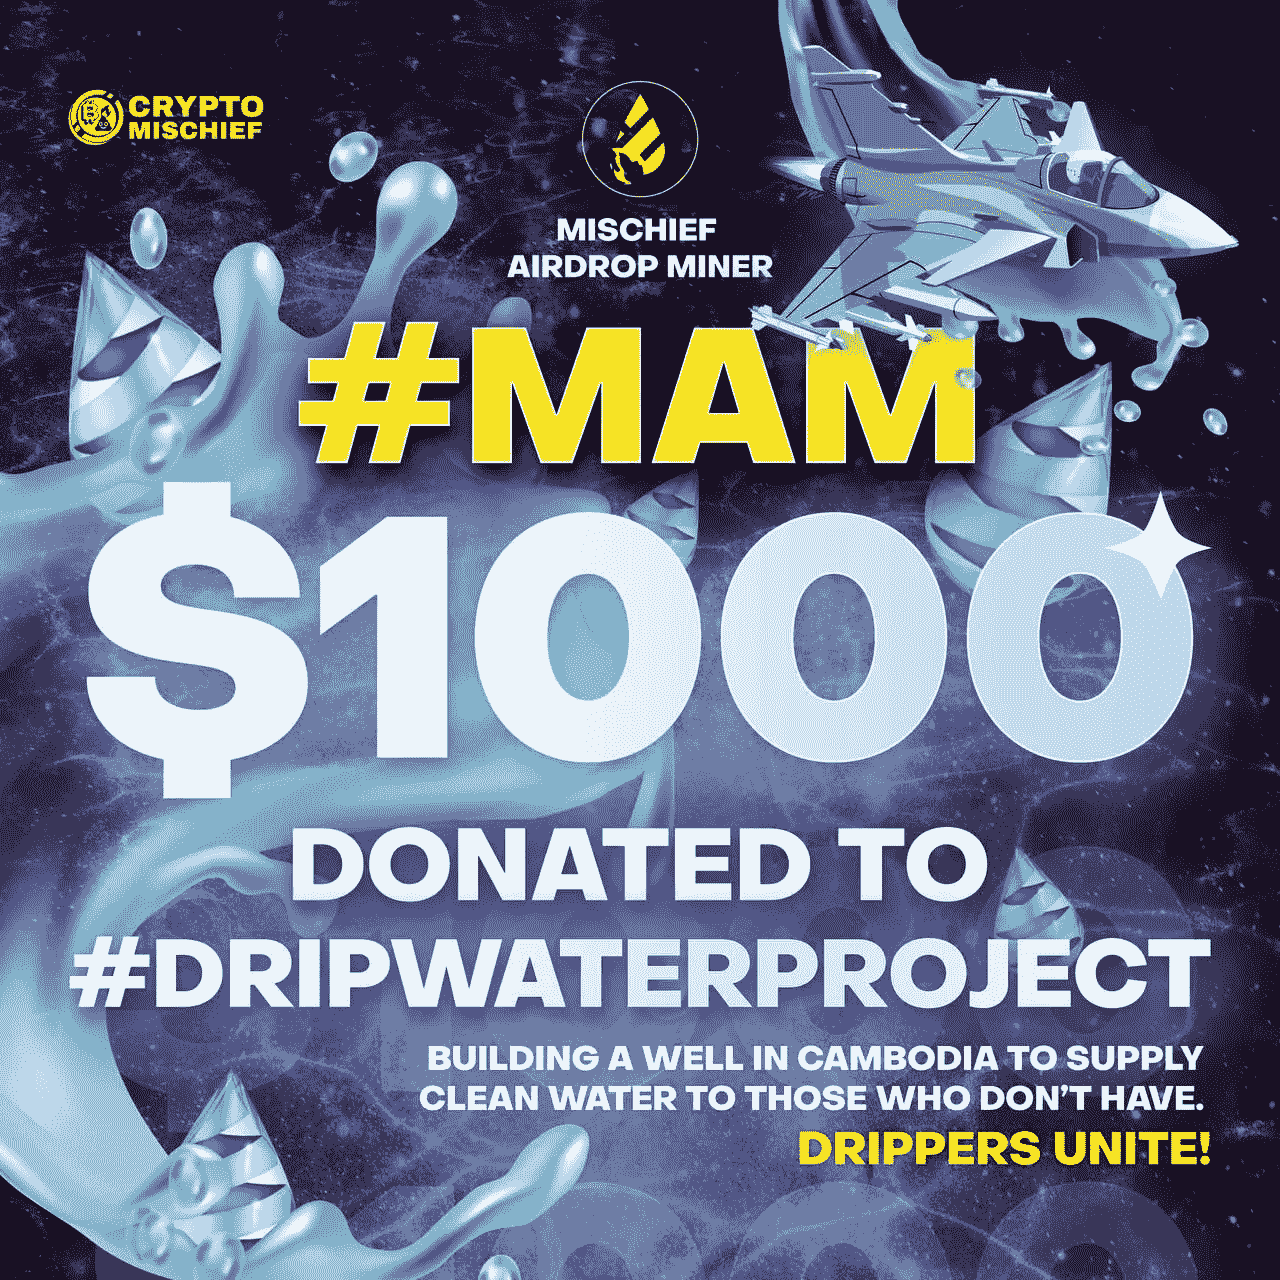 CRYPTO
MISCHIEF
MISCHIEF
AIRDROP MINER
#MAM
$1000
DONATED TO
#DRIPWATERPROJECT
BUILDING A WELL IN CAMBODIA TO SUPPLY
CLEAN WATER TO THOSE WHO DON'T HAVE.
DRIPPERS UNITE!